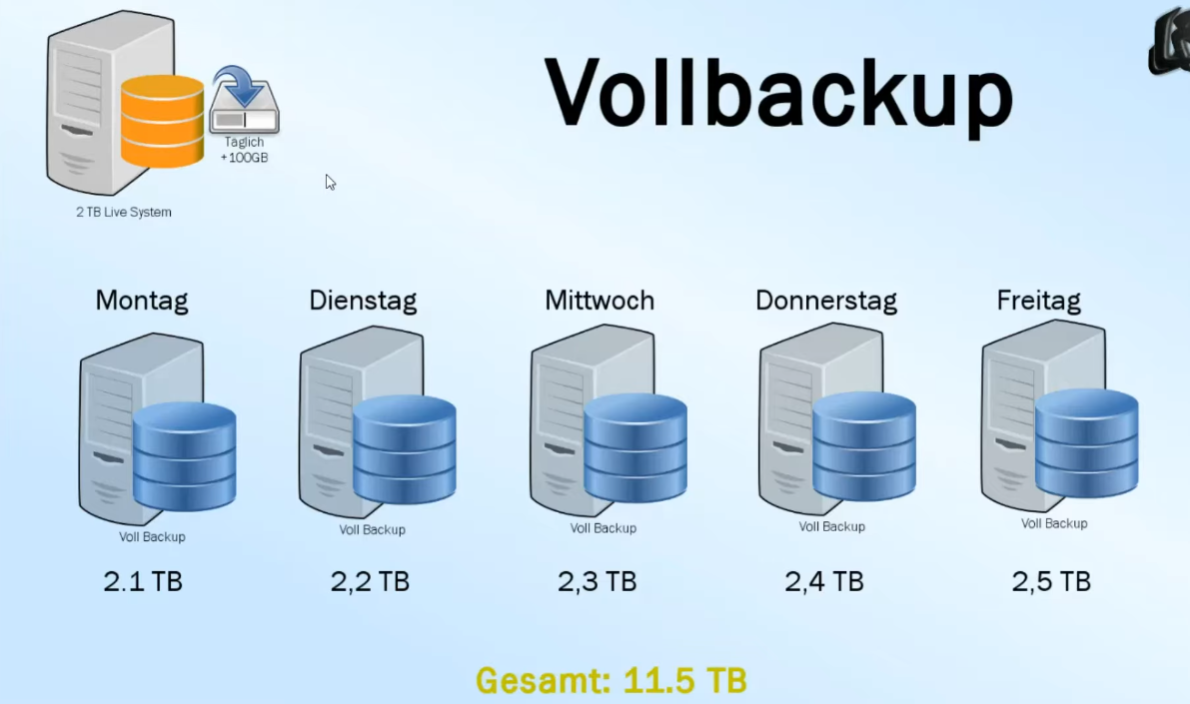 Vollbackup
Täglich
+100GB
2 TB Live System
Montag
Dienstag
Mittwoch
Donnerstag
Freitag
Voll Backup
Voll Backup
Voll Backup
Voll Backup
Voll Backup
2.1 TB
2,2 TB
2,3 TB
2,4 TB
2,5 TB
Gesamt: 11.5 TB